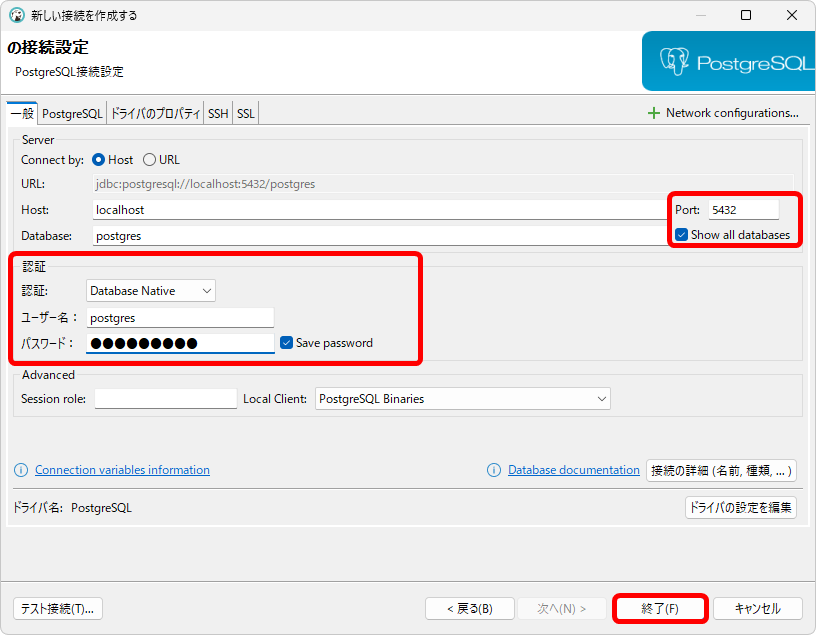 新しい接続を作成する
の接続設定
PostgreSQL接続設定
PostgreSQL
一般 PostgreSQL ドライバのプロパティ SSH SSL
Network configurations...
Server
Connect by: Host URL
URL: jdbc:postgresql://localhost:5432/postgres
Host: localhost Port: 5432
Database: postgres Show all databases
認証
認証: Database Native
ユーザー名: postgres
パスワード: ●●●●●●●●● Save password
Advanced
Session role: Local Client: PostgreSQL Binaries
Connection variables information Database documentation 接続の詳細 (名前, 種類, ... )
ドライバ名: PostgreSQL ドライバの設定を編集
テスト接続(T)... < 戻る(B) 次へ(N) > 終了(F) キャンセル